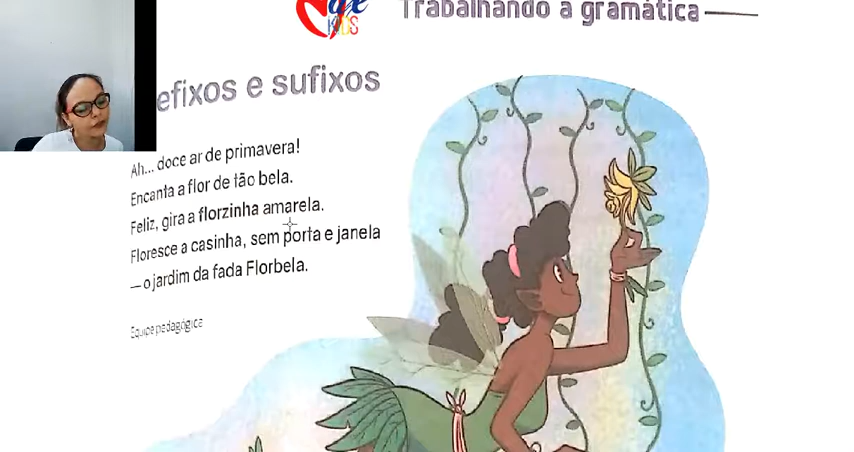 Trabalhando a gramática
efixos e sufixos
Ah... doce ar de primavera!
Encanta a flor de tão bela.
Feliz, gira a florzinha amarela.
Floresce a casinha, sem porta e janela
— o jardim da fada Florbela.
Equipe pedagógica
KIDS